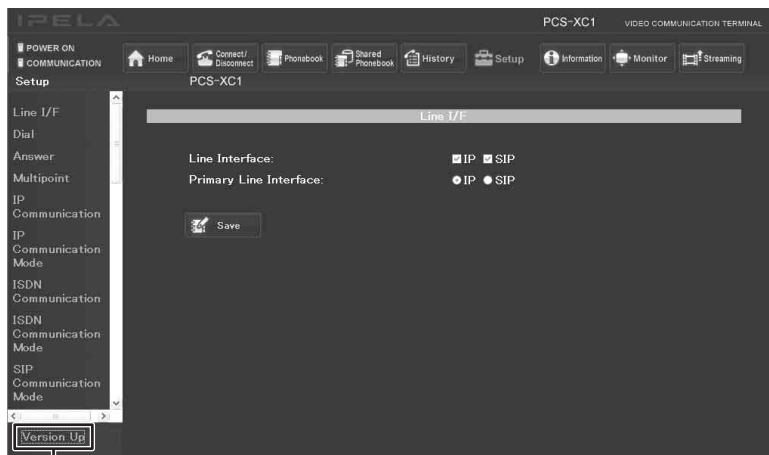 IPELA
PCS-XC1 VIDEO COMMUNICATION TERMINAL
POWER ON
COMMUNICATION
Home
Connect/
Disconnect
Phonebook
Shared
Phonebook
History
Setup
Information
Monitor
Streaming
Setup
PCS-XC1
Line I/F
Dial
Answer
Multipoint
IP
Communication
IP
Communication
Mode
ISDN
Communication
ISDN
Communication
Mode
SIP
Communication
Mode
Version Up
Line I/F
Line Interface: IP SIP
Primary Line Interface: IP SIP
Save